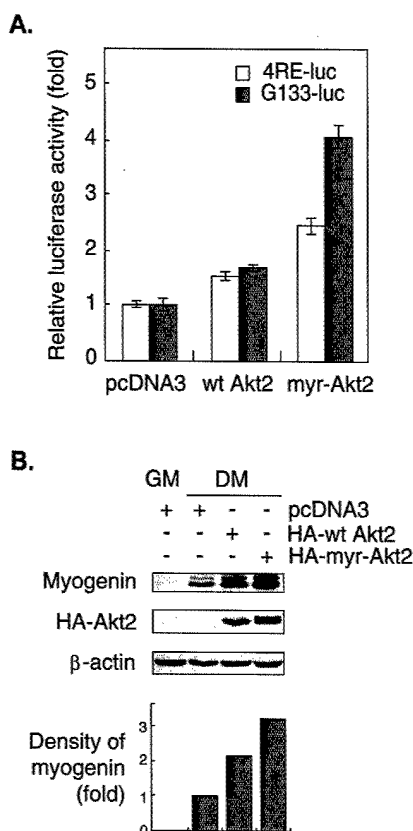 A.
Relative luciferase activity (fold)
5
4
3
2
1
0
4RE-luc
G133-luc
pcDNA3 wt Akt2 myr-Akt2
B.
GM DM
+ + - - pcDNA3
- - + - HA-wt Akt2
- - - + HA-myr-Akt2
Myogenin
HA-Akt2
β-actin
Density of
myogenin
(fold)
3
2
1
0